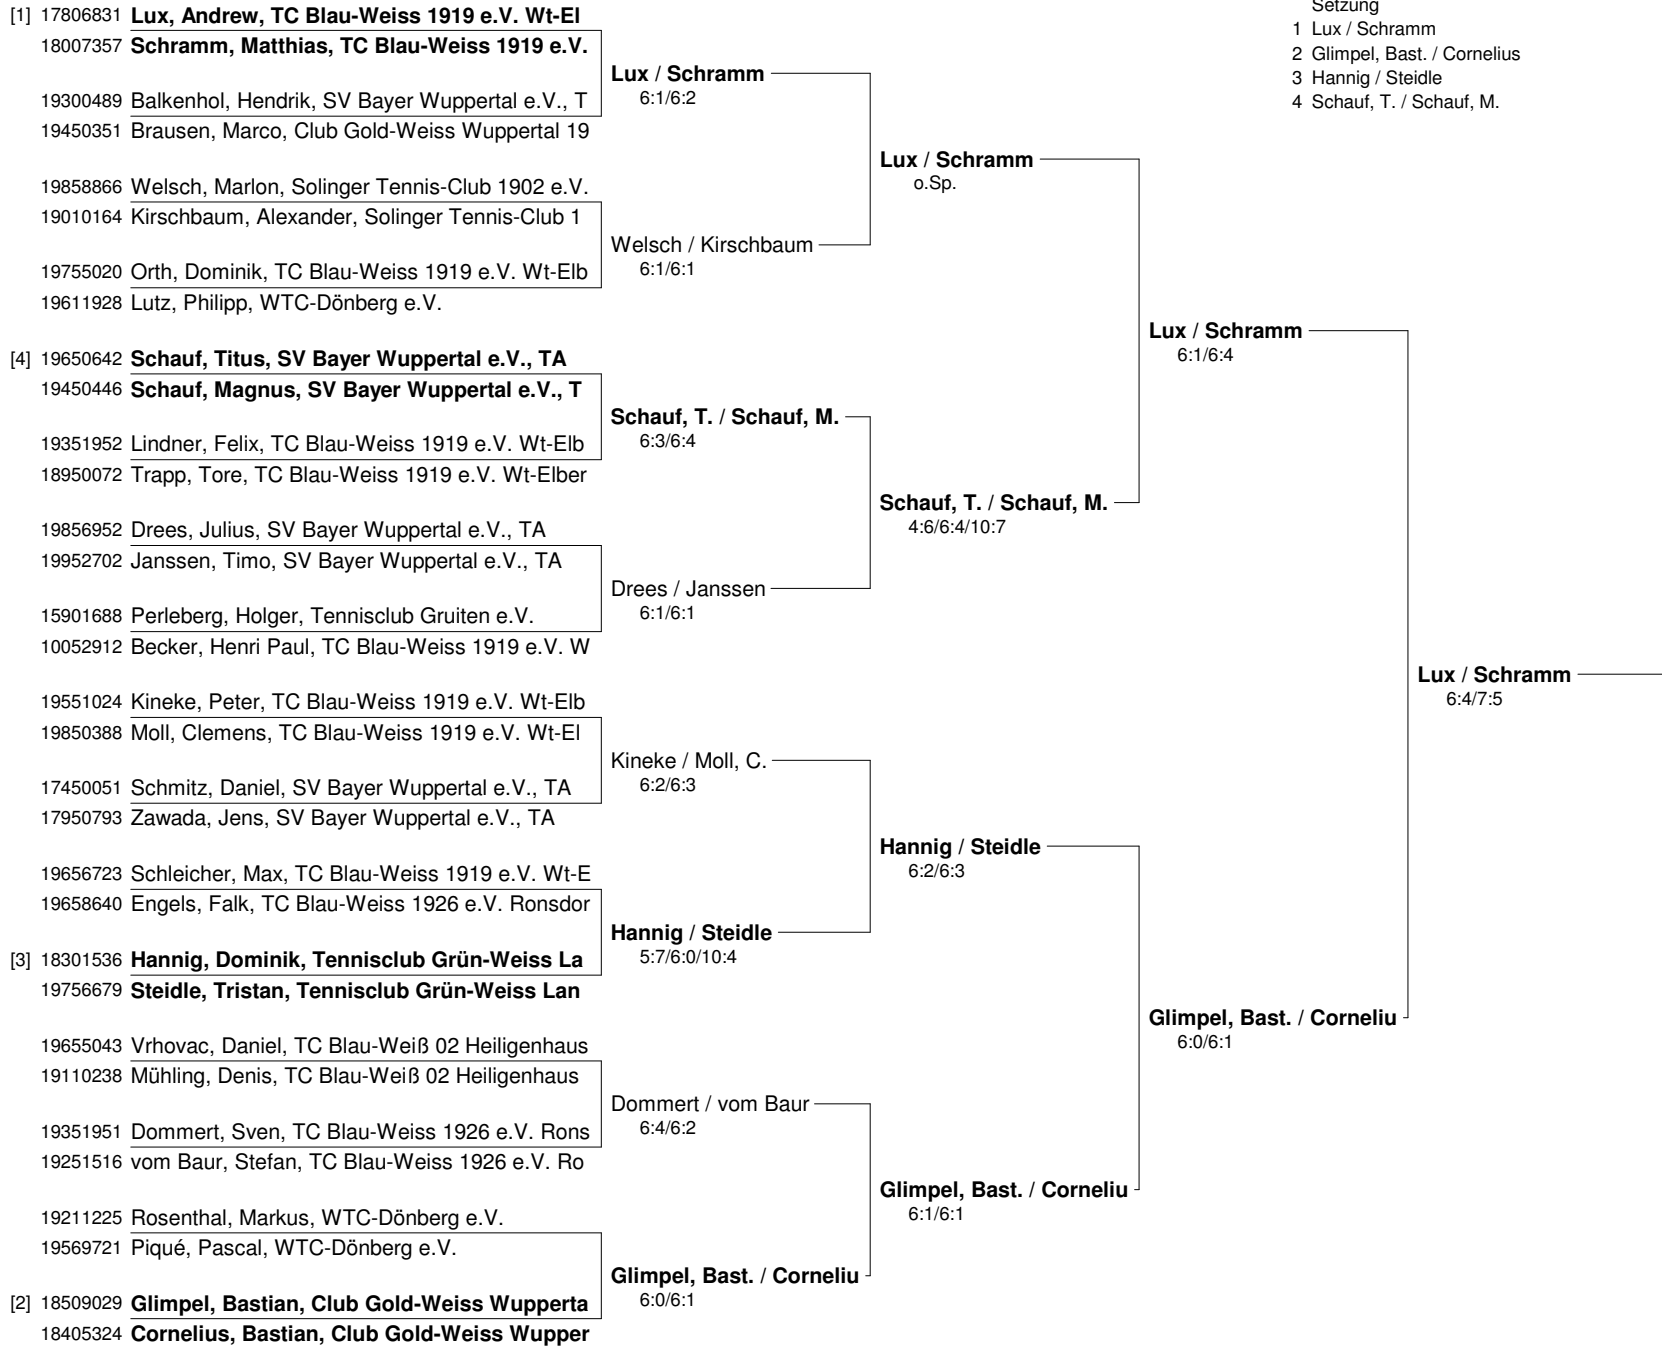 Setzung
1 Lux / Schramm
2 Glimpel, Bast. / Cornelius
3 Hannig / Steidle
4 Schauf, T. / Schauf, M.
[1] 17806831 Lux, Andrew, TC Blau-Weiss 1919 e.V. Wt-El
18007357 Schramm, Matthias, TC Blau-Weiss 1919 e.V.
19300489 Balkenhol, Hendrik, SV Bayer Wuppertal e.V., T
19450351 Brausen, Marco, Club Gold-Weiss Wuppertal 19
19858866 Welsch, Marlon, Solinger Tennis-Club 1902 e.V.
19010164 Kirschbaum, Alexander, Solinger Tennis-Club 1
19755020 Orth, Dominik, TC Blau-Weiss 1919 e.V. Wt-Elb
19611928 Lutz, Philipp, WTC-Dönberg e.V.
[4] 19650642 Schauf, Titus, SV Bayer Wuppertal e.V., TA
19450446 Schauf, Magnus, SV Bayer Wuppertal e.V., T
19351952 Lindner, Felix, TC Blau-Weiss 1919 e.V. Wt-Elb
18950072 Trapp, Tore, TC Blau-Weiss 1919 e.V. Wt-Elber
19856952 Drees, Julius, SV Bayer Wuppertal e.V., TA
19952702 Janssen, Timo, SV Bayer Wuppertal e.V., TA
15901688 Perleberg, Holger, Tennisclub Gruiten e.V.
10052912 Becker, Henri Paul, TC Blau-Weiss 1919 e.V. W
19551024 Kineke, Peter, TC Blau-Weiss 1919 e.V. Wt-Elb
19850388 Moll, Clemens, TC Blau-Weiss 1919 e.V. Wt-El
17450051 Schmitz, Daniel, SV Bayer Wuppertal e.V., TA
17950793 Zawada, Jens, SV Bayer Wuppertal e.V., TA
19656723 Schleicher, Max, TC Blau-Weiss 1919 e.V. Wt-E
19658640 Engels, Falk, TC Blau-Weiss 1926 e.V. Ronsdor
[3] 18301536 Hannig, Dominik, Tennisclub Grün-Weiss La
19756679 Steidle, Tristan, Tennisclub Grün-Weiss Lan
19655043 Vrhovac, Daniel, TC Blau-Weiß 02 Heiligenhaus
19110238 Mühling, Denis, TC Blau-Weiß 02 Heiligenhaus
19351951 Dommert, Sven, TC Blau-Weiss 1926 e.V. Rons
19251516 vom Baur, Stefan, TC Blau-Weiss 1926 e.V. Ro
19211225 Rosenthal, Markus, WTC-Dönberg e.V.
19569721 Piqué, Pascal, WTC-Dönberg e.V.
[2] 18509029 Glimpel, Bastian, Club Gold-Weiss Wupperta
18405324 Cornelius, Bastian, Club Gold-Weiss Wupper
Lux / Schramm
6:1/6:2
Welsch / Kirschbaum
6:1/6:1
Schauf, T. / Schauf, M.
6:3/6:4
Drees / Janssen
6:1/6:1
Kineke / Moll, C.
6:2/6:3
Hannig / Steidle
5:7/6:0/10:4
Dommert / vom Baur
6:4/6:2
Glimpel, Bast. / Corneliu
6:0/6:1
Lux / Schramm
o.Sp.
Schauf, T. / Schauf, M.
4:6/6:4/10:7
Hannig / Steidle
6:2/6:3
Glimpel, Bast. / Corneliu
6:1/6:1
Lux / Schramm
6:1/6:4
Glimpel, Bast. / Corneliu
6:0/6:1
Lux / Schramm
6:4/7:5